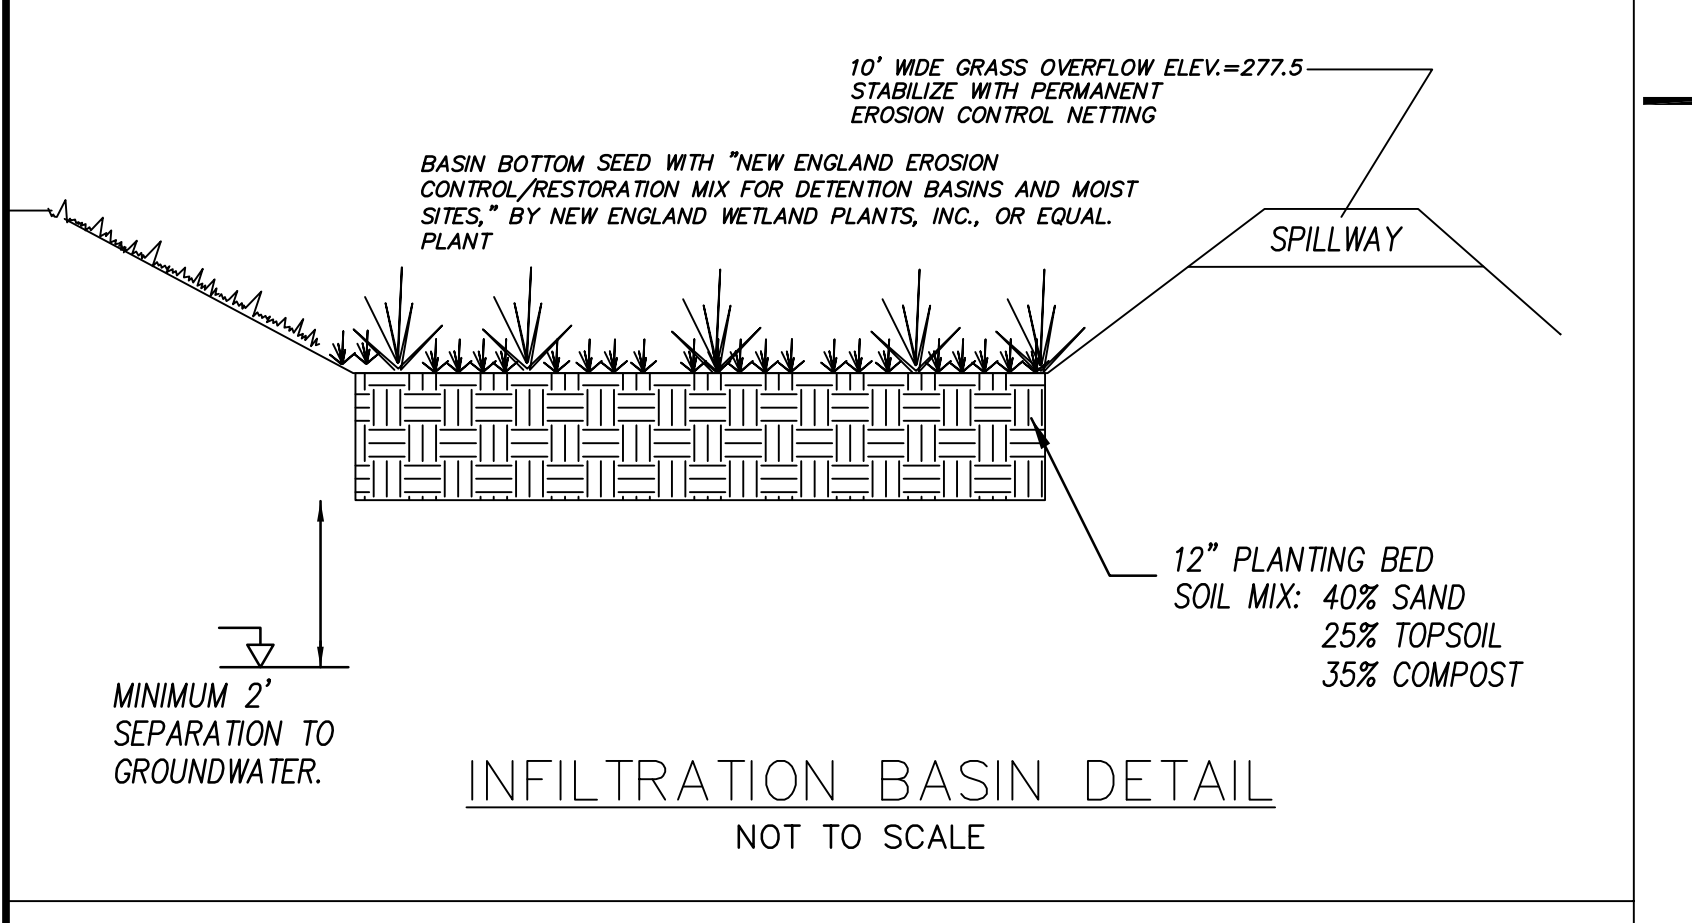 10' WIDE GRASS OVERFLOW ELEV.=277.5
STABILIZE WITH PERMANENT
EROSION CONTROL NETTING
BASIN BOTTOM SEED WITH "NEW ENGLAND EROSION
CONTROL/RESTORATION MIX FOR DETENTION BASINS AND MOIST
SITES," BY NEW ENGLAND WETLAND PLANTS, INC., OR EQUAL.
PLANT
SPILLWAY
12" PLANTING BED
SOIL MIX: 40% SAND
25% TOPSOIL
35% COMPOST
MINIMUM 2'
SEPARATION TO
GROUNDWATER.
INFILTRATION BASIN DETAIL
NOT TO SCALE